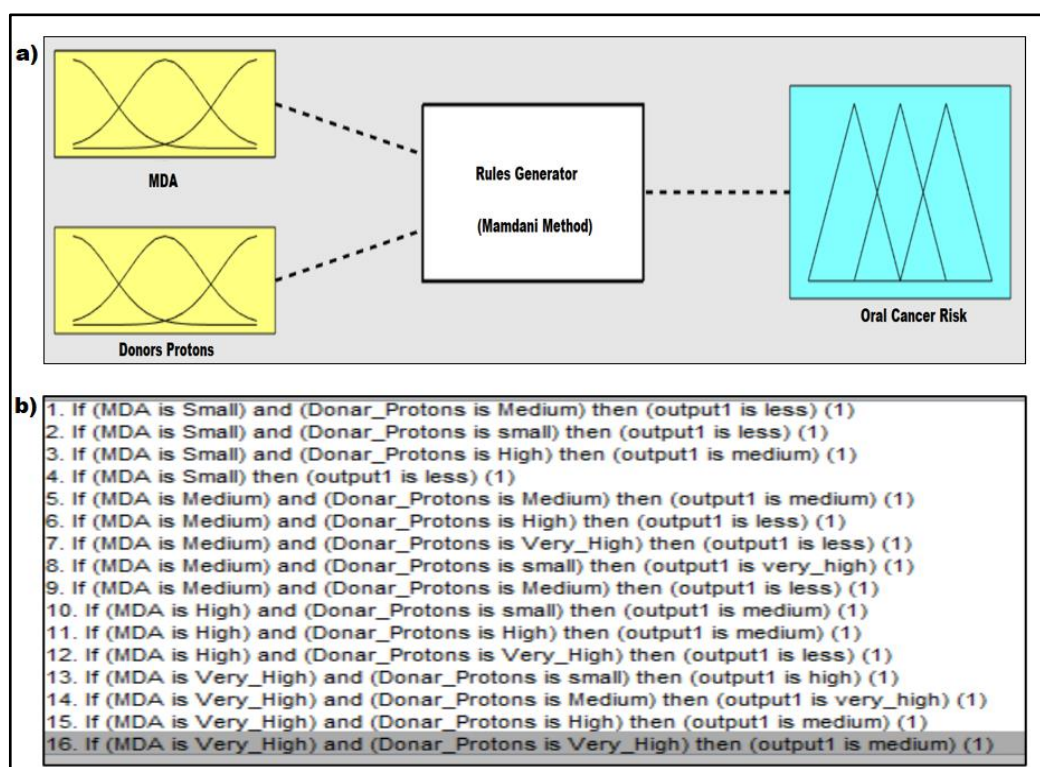 a)
MDA
Donors Protons
Rules Generator
(Mamdani Method)
Oral Cancer Risk
b)
1. If (MDA is Small) and (Donar_Protons is Medium) then (output1 is less) (1)
2. If (MDA is Small) and (Donar_Protons is small) then (output1 is less) (1)
3. If (MDA is Small) and (Donar_Protons is High) then (output1 is medium) (1)
4. If (MDA is Small) then (output1 is less) (1)
5. If (MDA is Medium) and (Donar_Protons is Medium) then (output1 is medium) (1)
6. If (MDA is Medium) and (Donar_Protons is High) then (output1 is less) (1)
7. If (MDA is Medium) and (Donar_Protons is Very_High) then (output1 is less) (1)
8. If (MDA is Medium) and (Donar_Protons is small) then (output1 is very_high) (1)
9. If (MDA is Medium) and (Donar_Protons is Medium) then (output1 is less) (1)
10. If (MDA is High) and (Donar_Protons is small) then (output1 is medium) (1)
11. If (MDA is High) and (Donar_Protons is High) then (output1 is medium) (1)
12. If (MDA is High) and (Donar_Protons is Very_High) then (output1 is less) (1)
13. If (MDA is Very_High) and (Donar_Protons is small) then (output1 is high) (1)
14. If (MDA is Very_High) and (Donar_Protons is Medium) then (output1 is very_high) (1)
15. If (MDA is Very_High) and (Donar_Protons is High) then (output1 is medium) (1)
16. If (MDA is Very_High) and (Donar_Protons is Very_High) then (output1 is medium) (1)